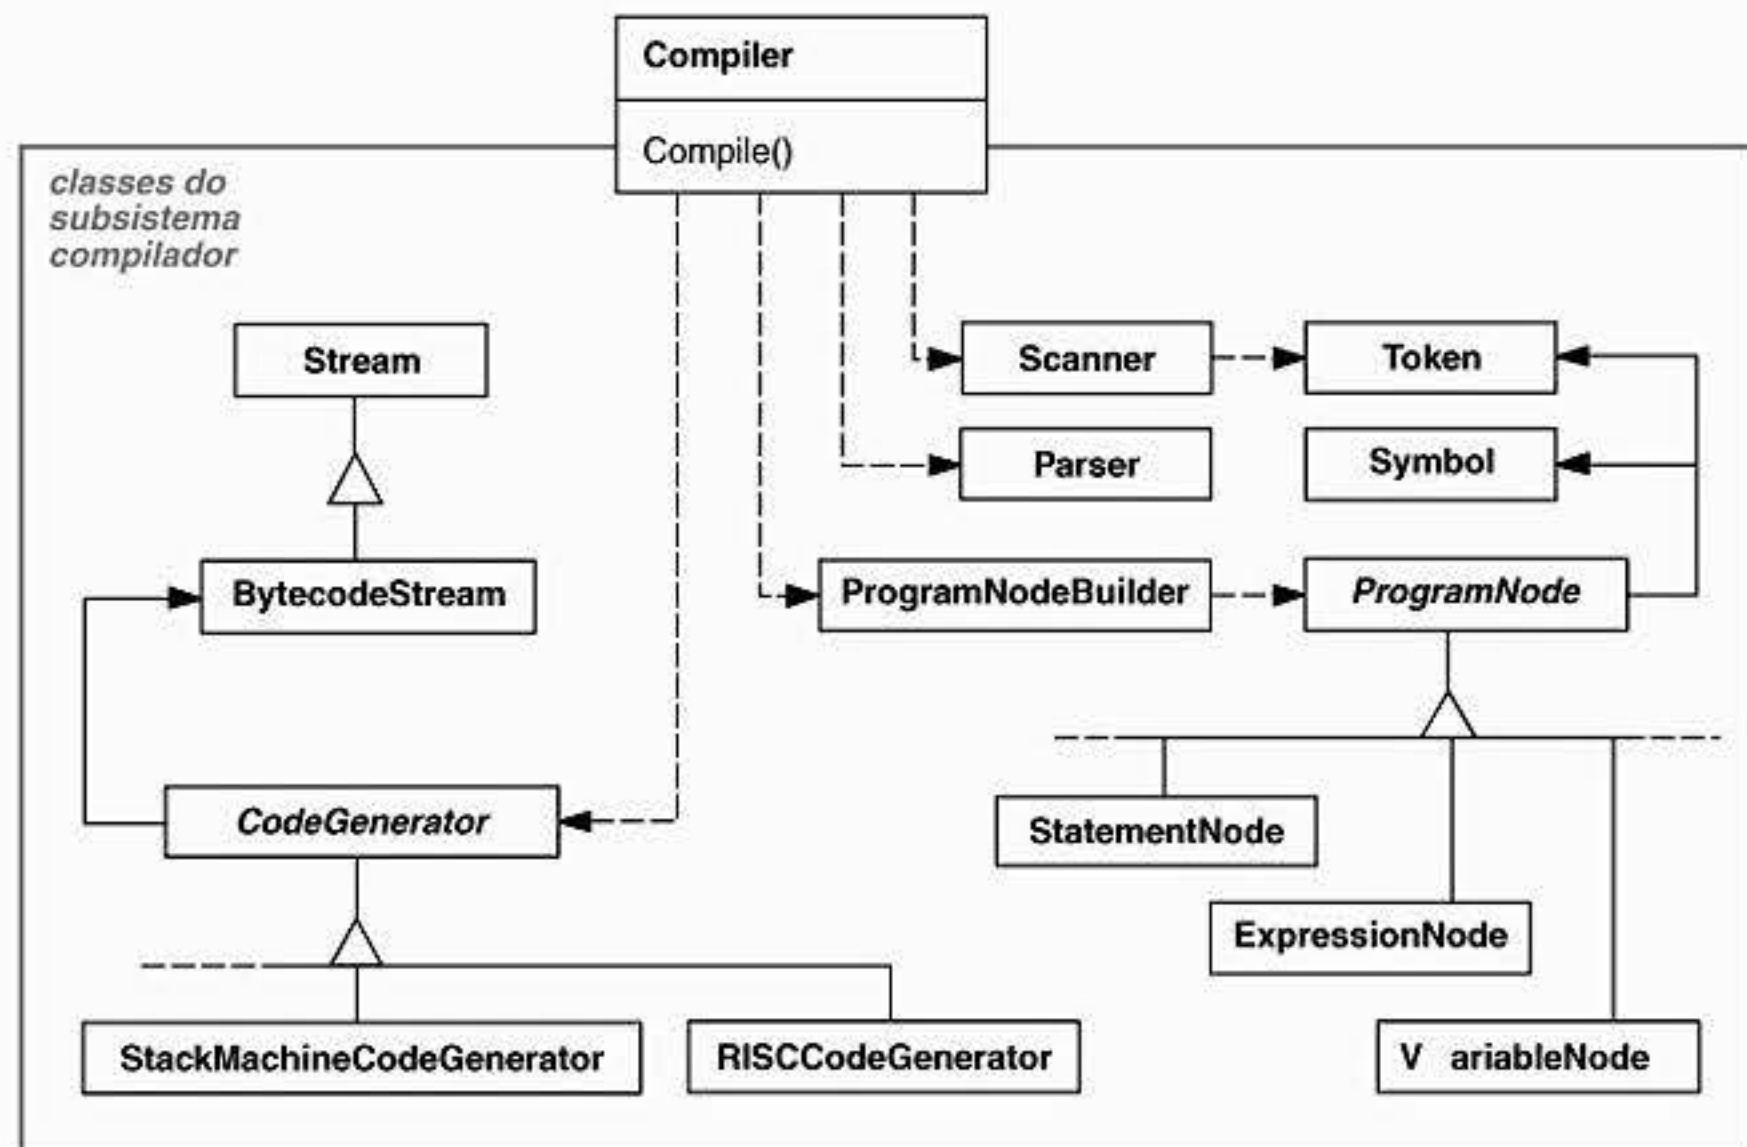 Compiler
Compile()
classes do
subsistema
compilador
Stream
Scanner
Token
Parser
Symbol
BytecodeStream
ProgramNodeBuilder
ProgramNode
CodeGenerator
StatementNode
ExpressionNode
StackMachineCodeGenerator
RISCCodeGenerator
V ariableNode